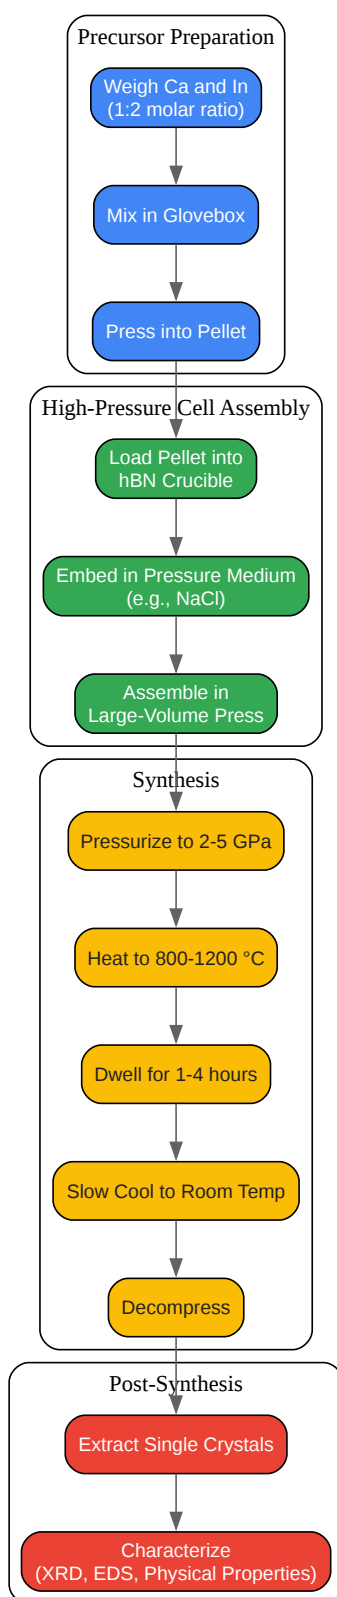 Precursor Preparation
Weigh Ca and In
(1:2 molar ratio)
Mix in Glovebox
Press into Pellet
High-Pressure Cell Assembly
Load Pellet into
hBN Crucible
Embed in Pressure Medium
(e.g., NaCl)
Assemble in
Large-Volume Press
Synthesis
Pressurize to 2-5 GPa
Heat to 800-1200 °C
Dwell for 1-4 hours
Slow Cool to Room Temp
Decompress
Post-Synthesis
Extract Single Crystals
Characterize
(XRD, EDS, Physical Properties)